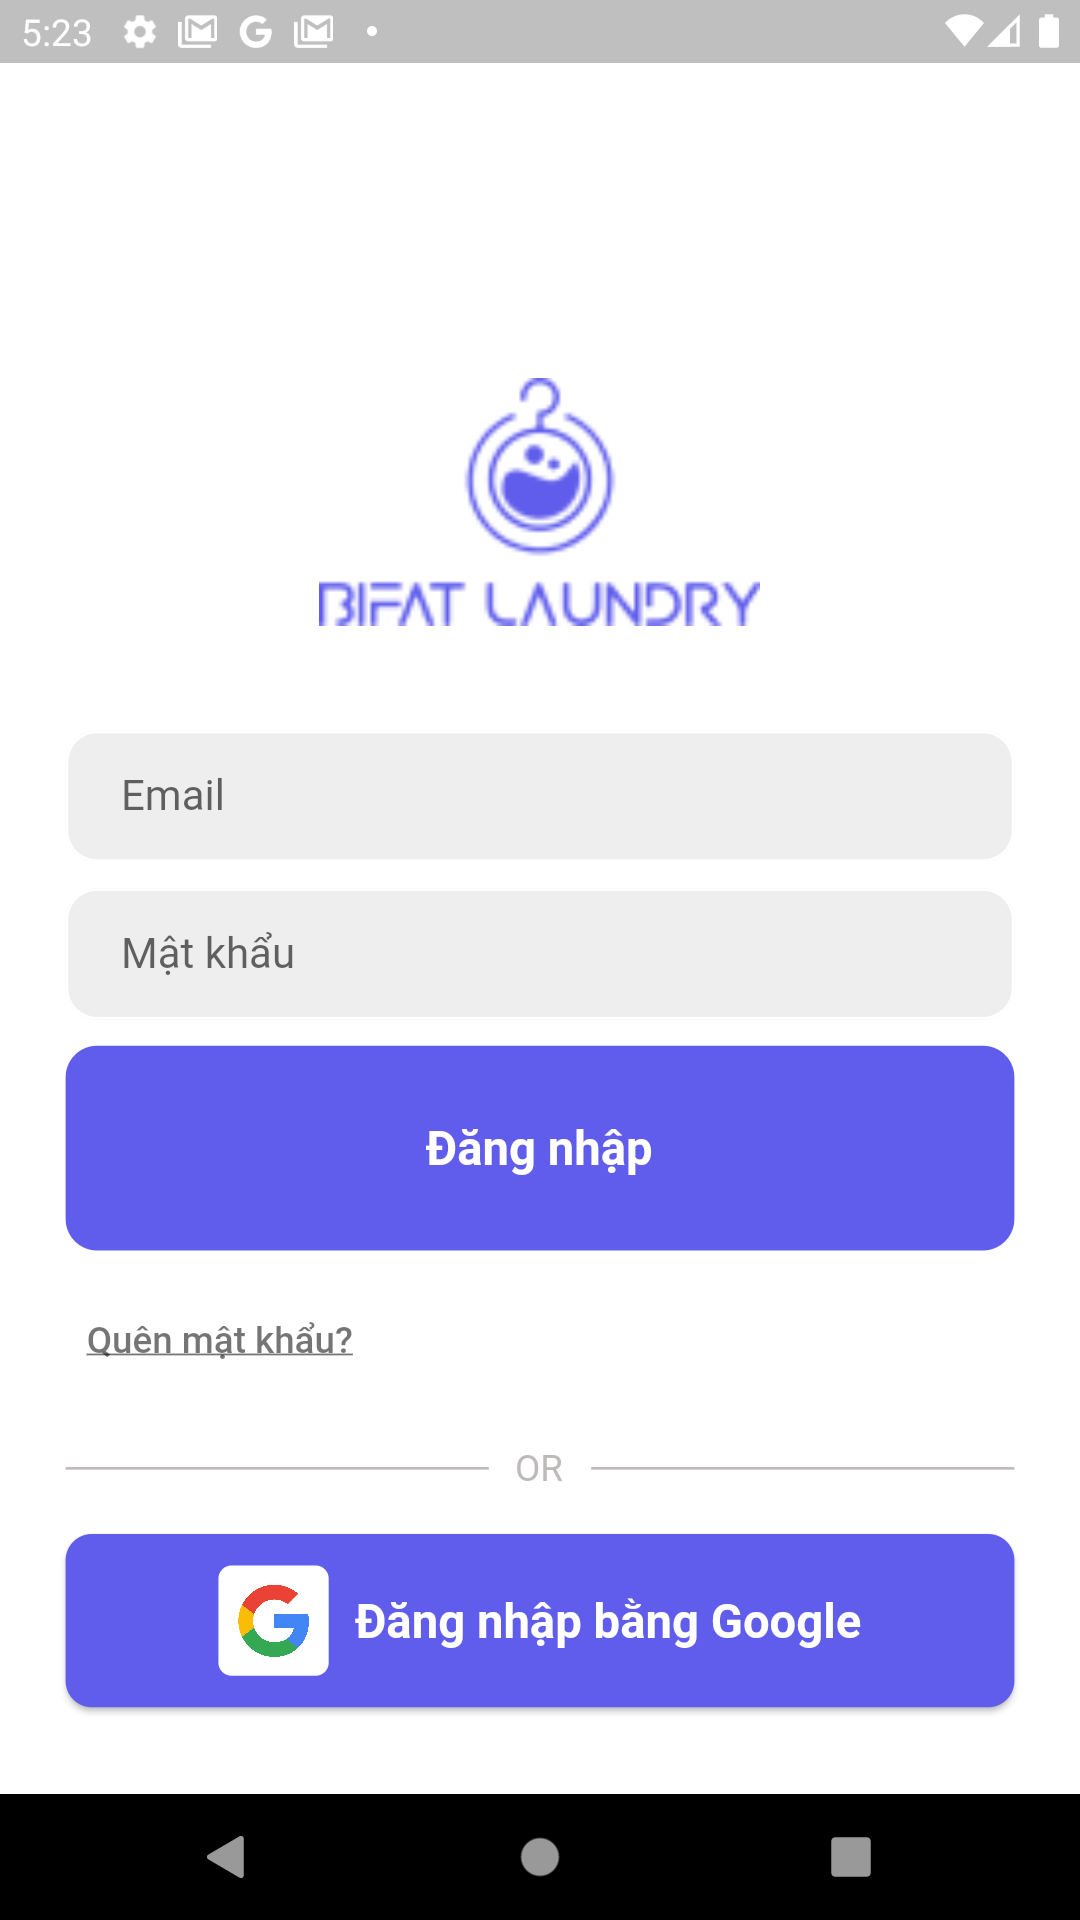 5:23
BIFAT LAUNDRY
Email
Mật khẩu
Đăng nhập
Quên mật khẩu?
OR
Đăng nhập bằng Google